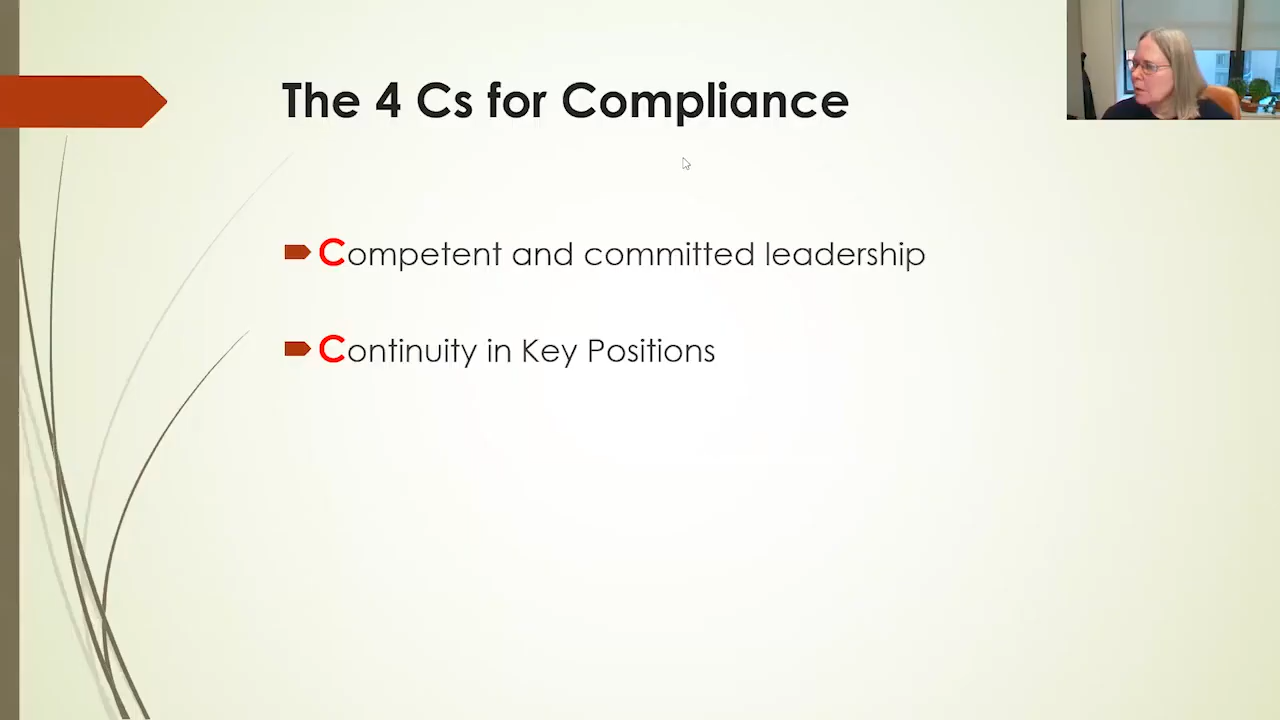 The 4 Cs for Compliance
Competent and committed leadership
Continuity in Key Positions